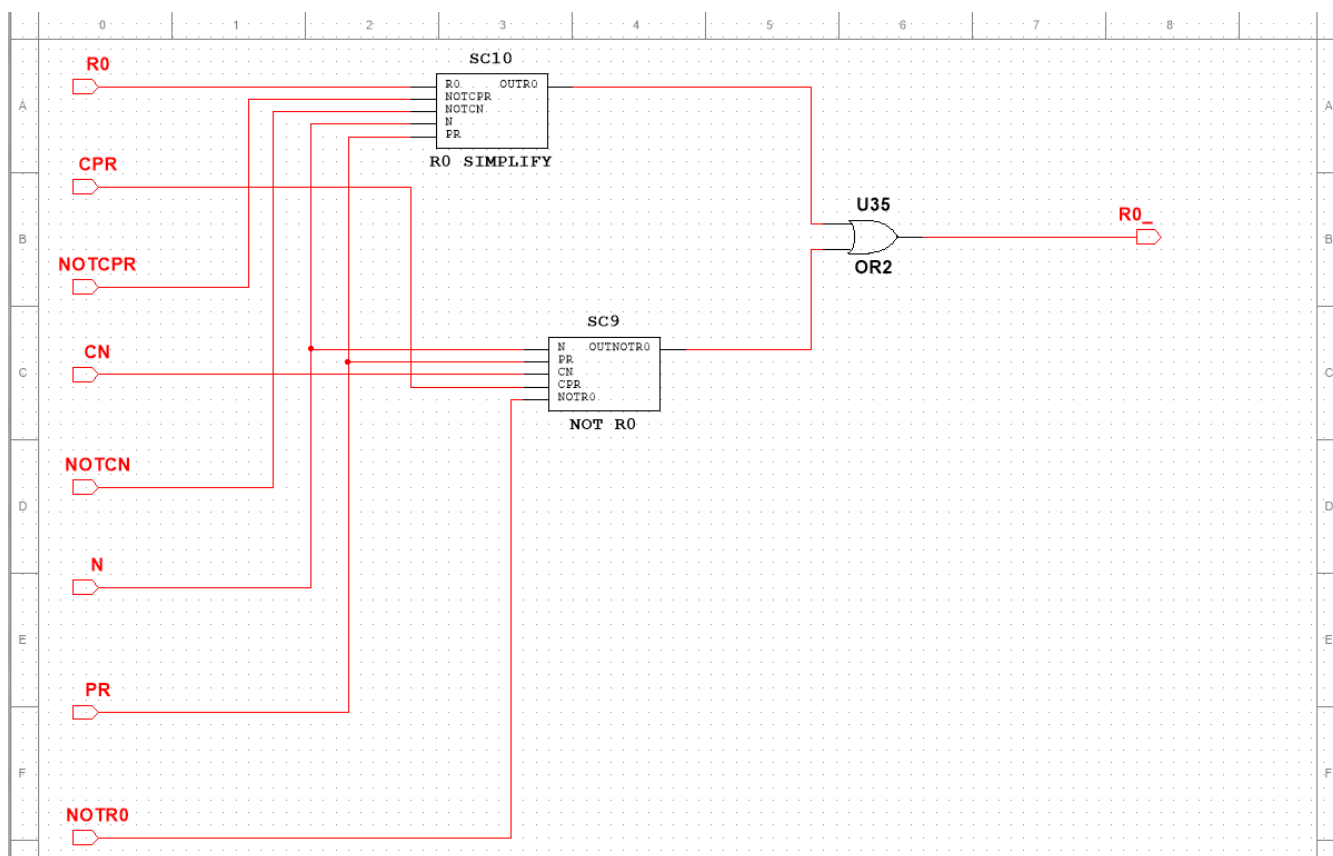 0 1 2 3 4 5 6 7 8
A A
B B
C C
D D
E E
F F
R0
CPR
NOTCPR
CN
NOTCN
N
PR
NOTR0
SC10
R0 OUTR0
NOTCPR
NOTCN
N
PR
R0 SIMPLIFY
SC9
N OUTNOTR0
PR
CN
CPR
NOTR0
NOT R0
U35
OR2
R0_